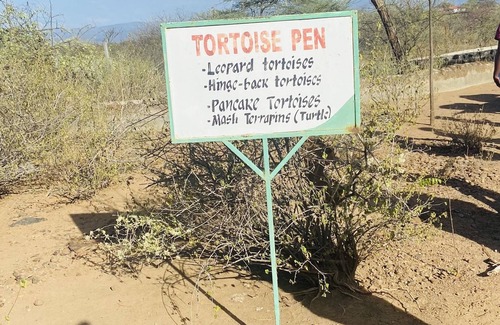 TORTOISE PEN
-Leopard tortoises
-Hinge-back tortoises
-Pancake Tortoises
-Mash Terrapins (Turtle)